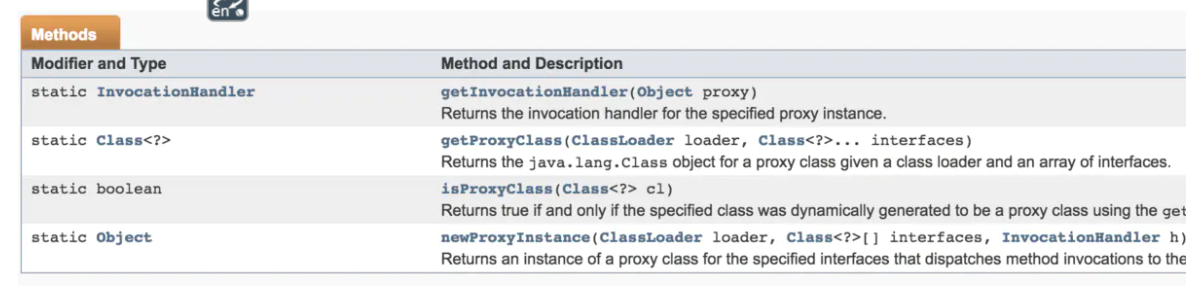 en
Methods
Modifier and Type Method and Description
static InvocationHandler getInvocationHandler(Object proxy)
Returns the invocation handler for the specified proxy instance.
static Class<?> getProxyClass(ClassLoader loader, Class<?>... interfaces)
Returns the java.lang.Class object for a proxy class given a class loader and an array of interfaces.
static boolean isProxyClass(Class<?> cl)
Returns true if and only if the specified class was dynamically generated to be a proxy class using the get
static Object newProxyInstance(ClassLoader loader, Class<?>[] interfaces, InvocationHandler h)
Returns an instance of a proxy class for the specified interfaces that dispatches method invocations to the